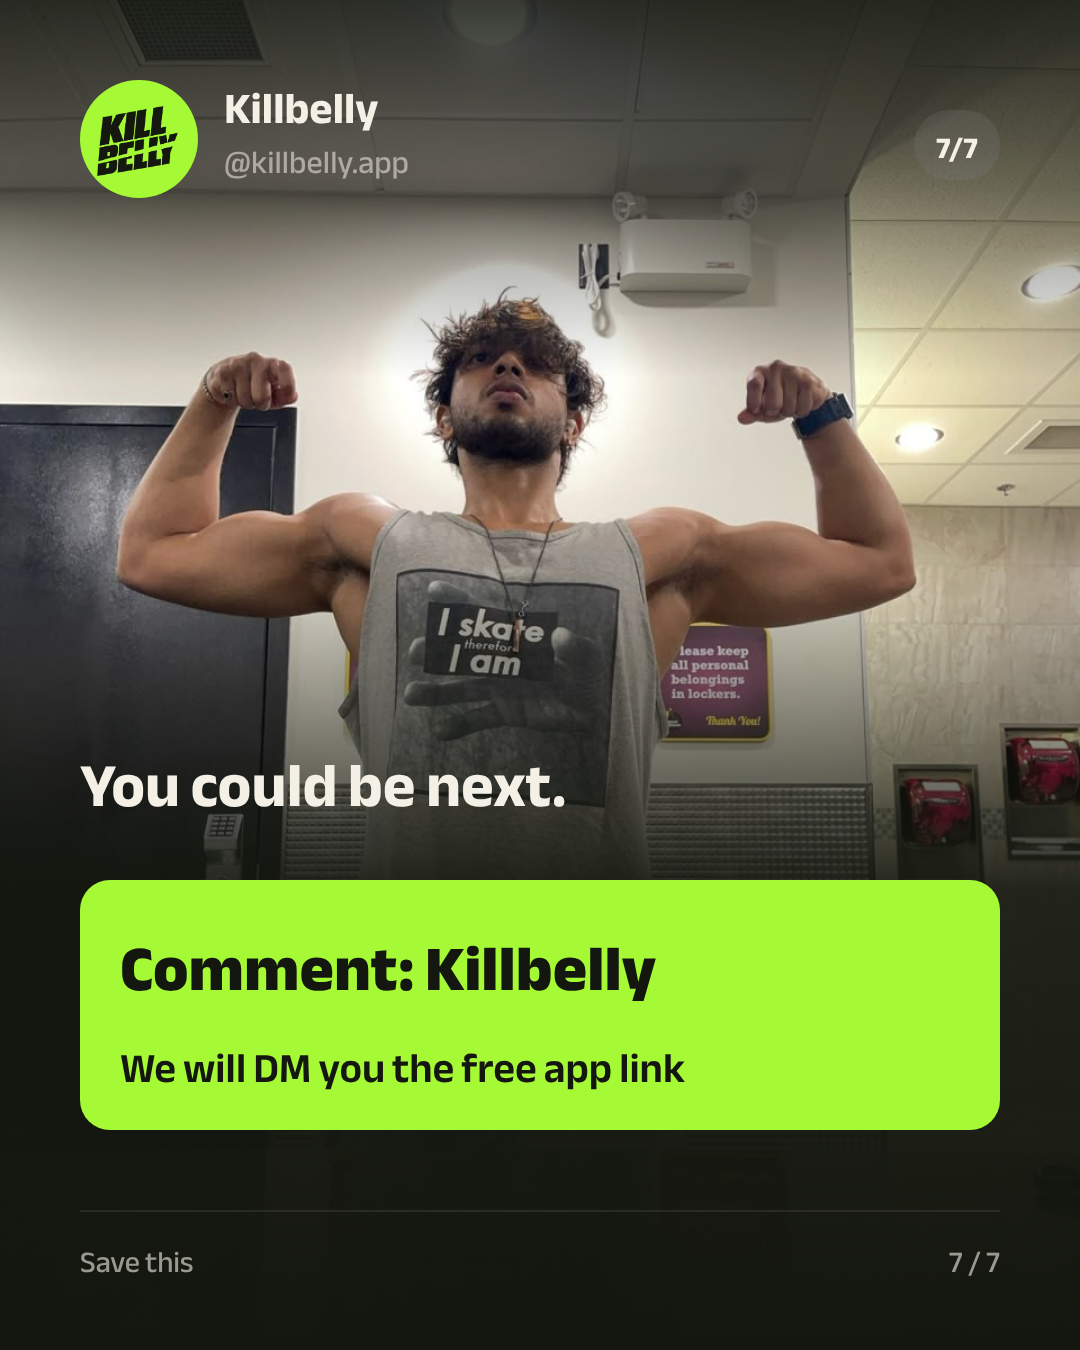 KILL
BELLY
Killbelly
@killbelly.app
7/7
I skate
therefore
I am
lease keep
all personal
belongings
in lockers.
Thank You!
You could be next.
Comment: Killbelly
We will DM you the free app link
Save this
7 / 7